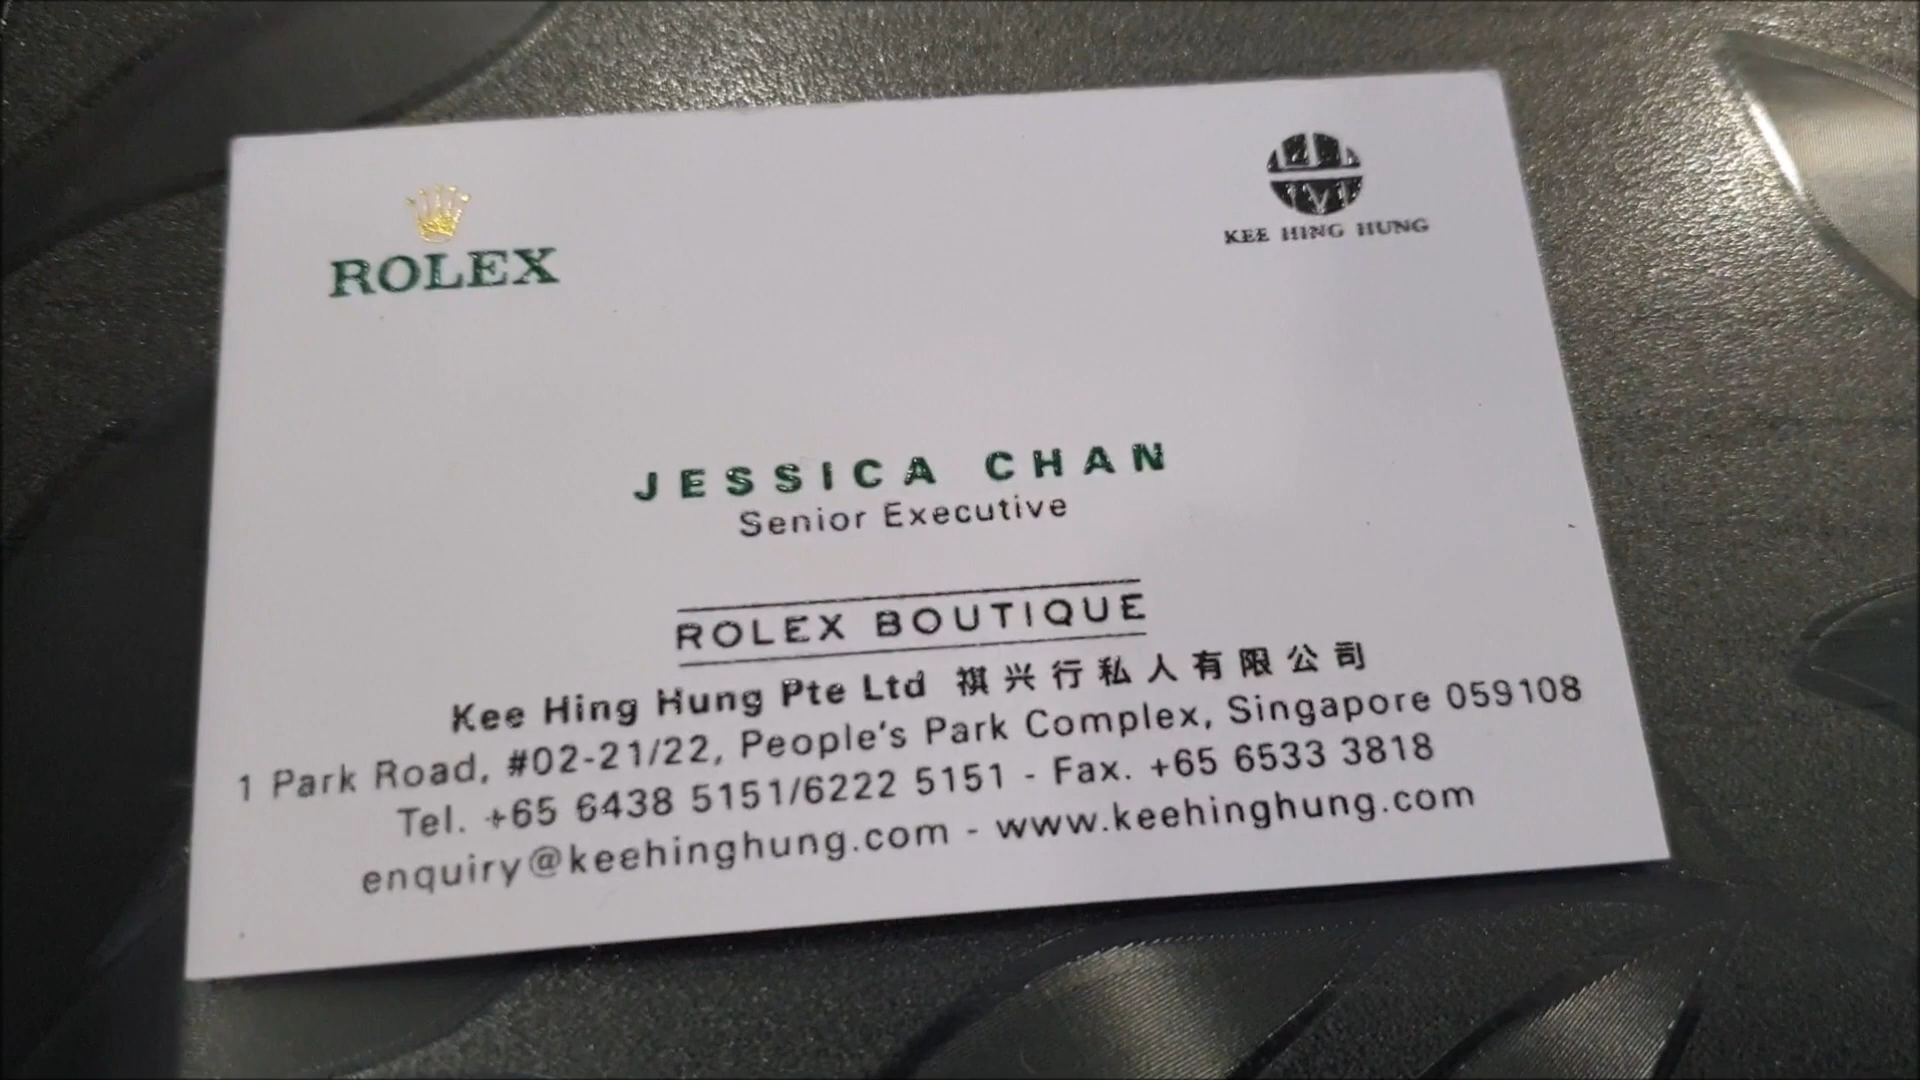 ROLEX
KEE HING HUNG
JESSICA CHAN
Senior Executive
ROLEX BOUTIQUE
Kee Hing Hung Pte Ltd 祺兴行私人有限公司
1 Park Road, #02-21/22, People's Park Complex, Singapore 059108
Tel. +65 6438 5151/6222 5151 - Fax. +65 6533 3818
enquiry@keehinghung.com - www.keehinghung.com